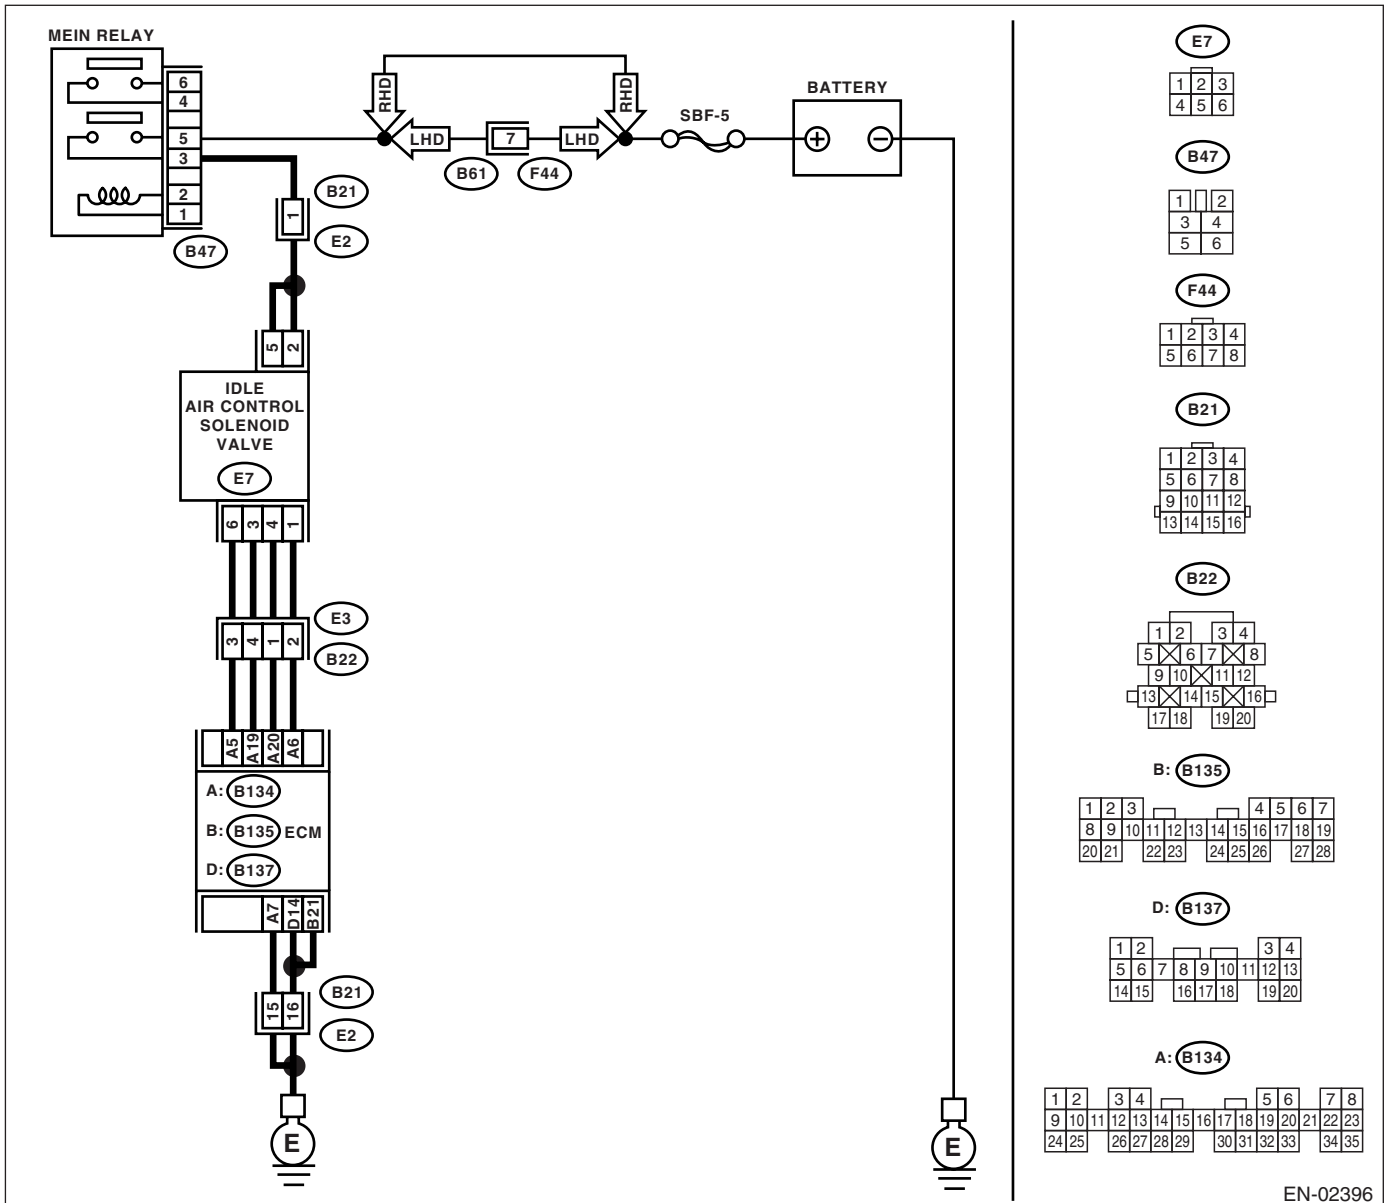 MEIN RELAY
6
4
5
3
2
1
B47
RHD
RHD
LHD
7
LHD
B61
F44
SBF-5
BATTERY
+
−
B21
1
E2
5 2
IDLE
AIR CONTROL
SOLENOID
VALVE
E7
6 3 4 1
E3
3 4 1 2
B22
A5 A19 A20 A6
A: B134
B: B135 ECM
D: B137
A7 D14 B21
B21
15 16
E2
E
E
E7
1 2 3
4 5 6
B47
1 2
3 4
5 6
F44
1 2 3 4
5 6 7 8
B21
1 2 3 4
5 6 7 8
9 10 11 12
13 14 15 16
B22
1 2 3 4
5 6 7 8
9 10 11 12
13 14 15 16
17 18 19 20
B: B135
1 2 3 4 5 6 7
8 9 10 11 12 13 14 15 16 17 18 19
20 21 22 23 24 25 26 27 28
D: B137
1 2 3 4
5 6 7 8 9 10 11 12 13
14 15 16 17 18 19 20
A: B134
1 2 3 4 5 6 7 8
9 10 11 12 13 14 15 16 17 18 19 20 21 22 23
24 25 26 27 28 29 30 31 32 33 34 35
EN-02396